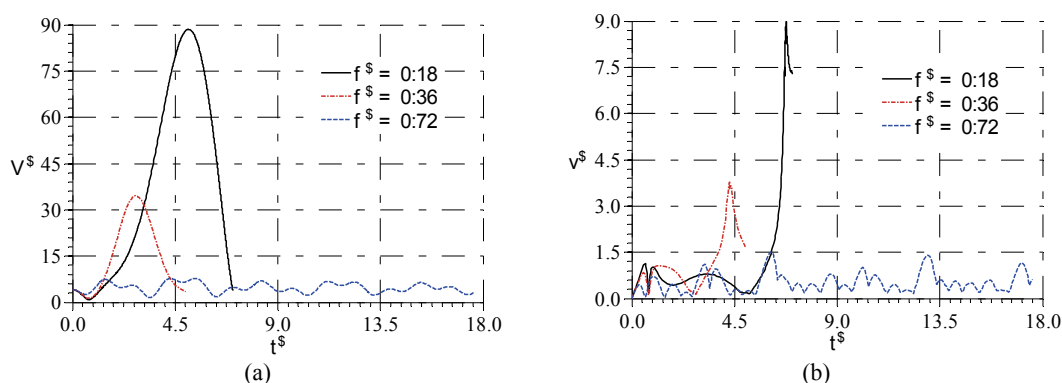 90
75
60
45
30
15
0
V$
f $ = 0:18
f $ = 0:36
f $ = 0:72
0.0
4.5
9.0
13.5
18.0
t$
(a)
9.0
7.5
6.0
4.5
3.0
1.5
0.0
v$
f $ = 0:18
f $ = 0:36
f $ = 0:72
0.0
4.5
9.0
13.5
18.0
t$
(b)